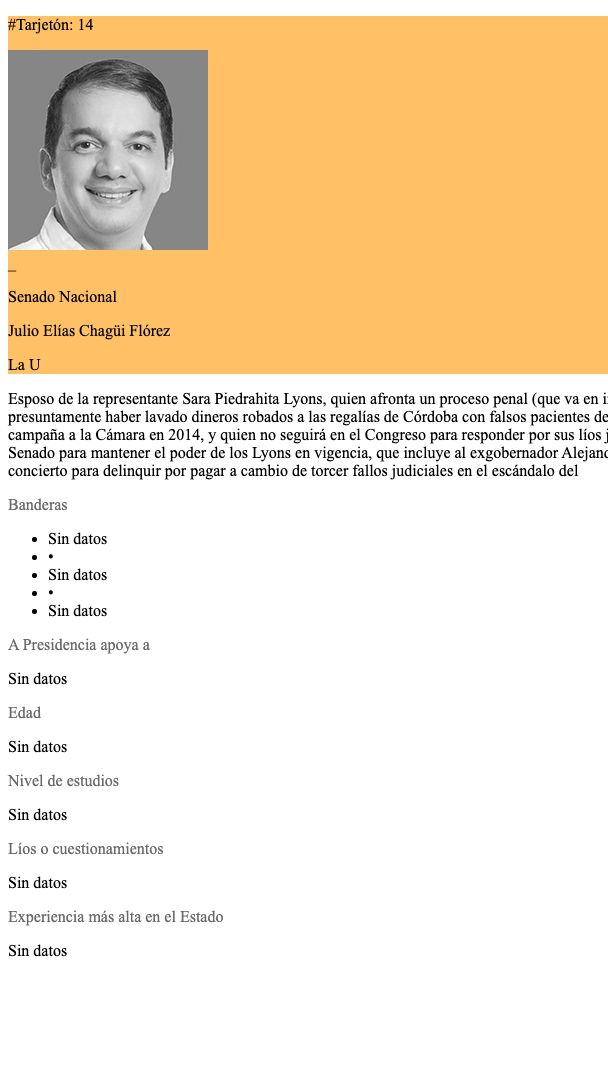 #Tarjetón: 14
_
Senado Nacional
Julio Elías Chagüi Flórez
La U
Esposo de la representante Sara Piedrahita Lyons, quien afronta un proceso penal (que va en
presuntamente haber lavado dineros robados a las regalías de Córdoba con falsos pacientes de
campaña a la Cámara en 2014, y quien no seguirá en el Congreso para responder por sus líos
Senado para mantener el poder de los Lyons en vigencia, que incluye al exgobernador
concierto para delinquir por pagar a cambio de torcer fallos judiciales en el escándalo del
Banderas
• Sin datos
• •
• Sin datos
• •
• Sin datos
A Presidencia apoya a
Sin datos
Edad
Sin datos
Nivel de estudios
Sin datos
Líos o cuestionamientos
Sin datos
Experiencia más alta en el Estado
Sin datos